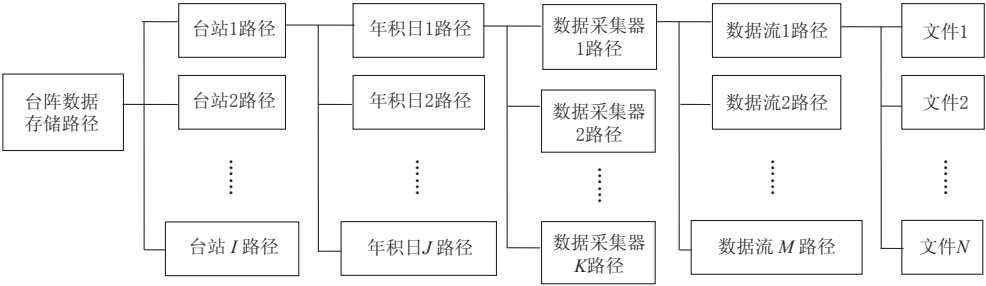 台阵数据
存储路径
台站1路径
台站2路径
⋮
台站 I 路径
年积日1路径
年积日2路径
⋮
年积日J 路径
数据采集器
1路径
数据采集器
2路径
⋮
数据采集器
K路径
数据流1路径
数据流2路径
⋮
数据流 M 路径
文件1
文件2
⋮
文件N